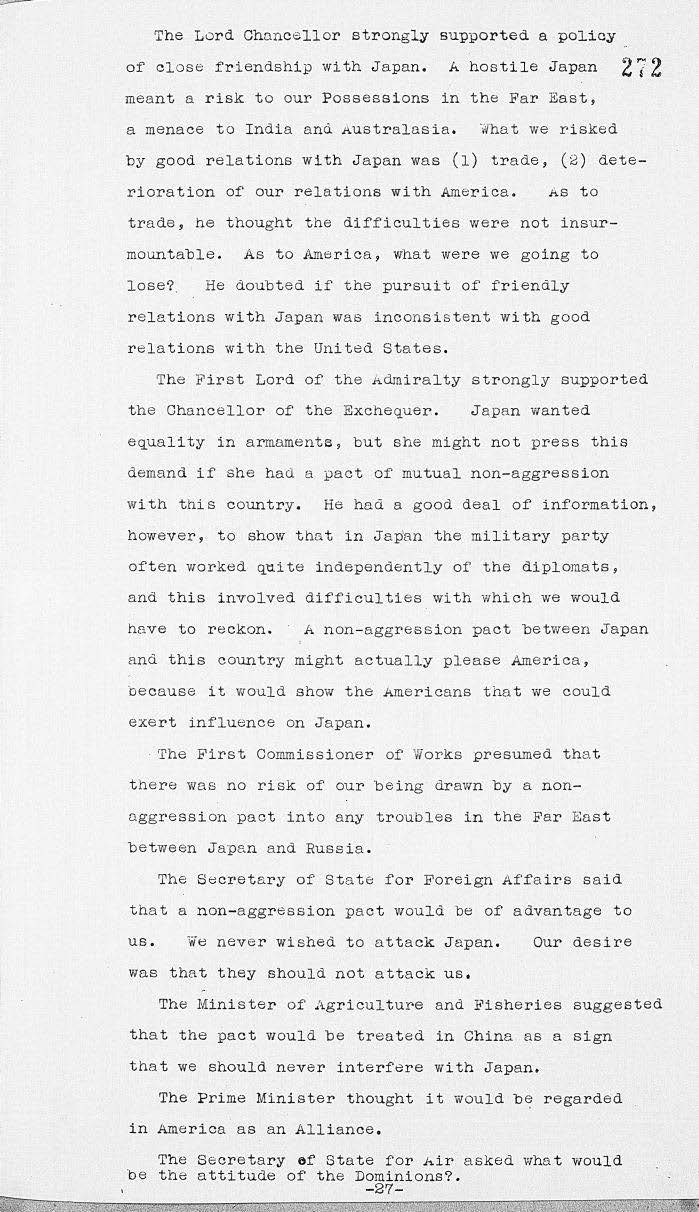 The Lord Chancellor strongly supported a policy
of close friendship with Japan. A hostile Japan 272
meant a risk to our Possessions in the Far East,
a menace to India and Australasia. What we risked
by good relations with Japan was (1) trade, (2) dete-
rioration of our relations with America. As to
trade, he thought the difficulties were not insur-
mountable. As to America, what were we going to
lose? He doubted if the pursuit of friendly
relations with Japan was inconsistent with good
relations with the United States.
The First Lord of the Admiralty strongly supported
the Chancellor of the Exchequer. Japan wanted
equality in armaments, but she might not press this
demand if she had a pact of mutual non-aggression
with this country. He had a good deal of information,
however, to show that in Japan the military party
often worked quite independently of the diplomats,
and this involved difficulties with which we would
have to reckon. A non-aggression pact between Japan
and this country might actually please America,
because it would show the Americans that we could
exert influence on Japan.
The First Commissioner of Works presumed that
there was no risk of our being drawn by a non-
aggression pact into any troubles in the Far East
between Japan and Russia.
The Secretary of State for Foreign Affairs said
that a non-aggression pact would be of advantage to
us. We never wished to attack Japan. Our desire
was that they should not attack us.
The Minister of Agriculture and Fisheries suggested
that the pact would be treated in China as a sign
that we should never interfere with Japan.
The Prime Minister thought it would be regarded
in America as an Alliance.
The Secretary of State for Air asked what would
be the attitude of the Dominions?.
-27-